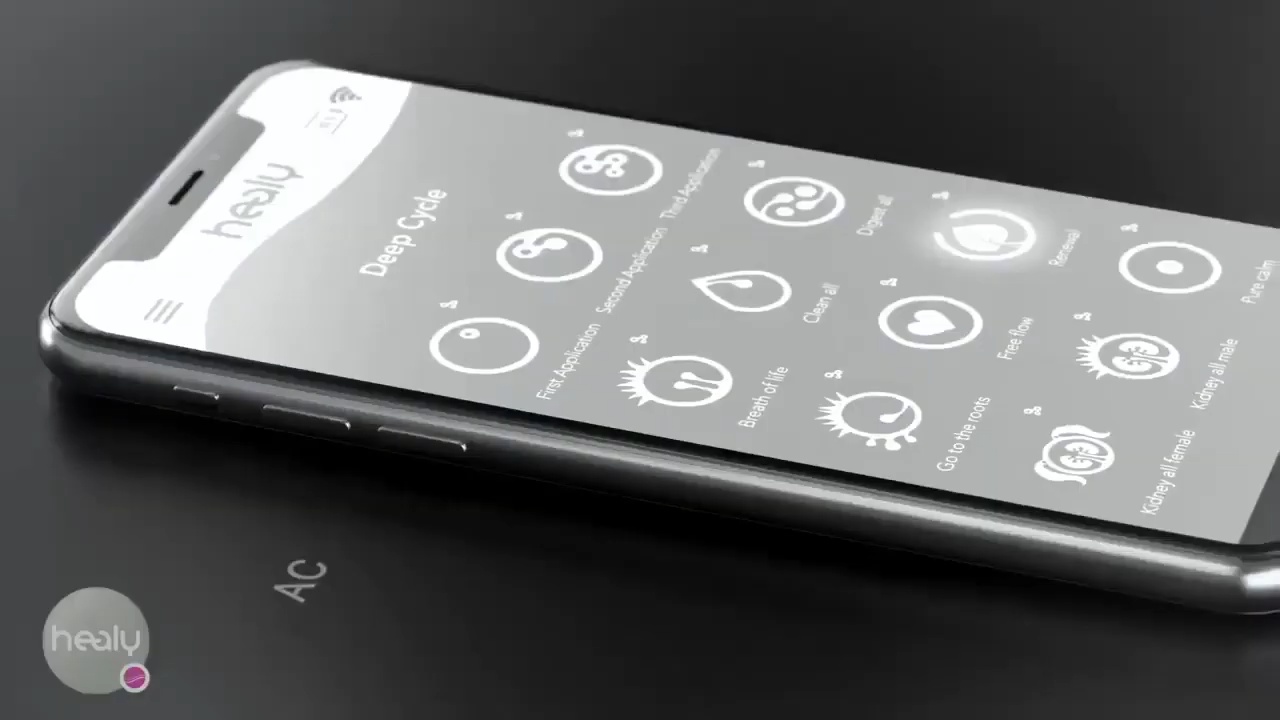 healy
Deep Cycle
First Application
Second Application
Third Application
Breath of life
Clean all
Digest all
Go to the roots
Free flow
Renewal
Kidney all female
Kidney all male
Pure calm
AC
healy